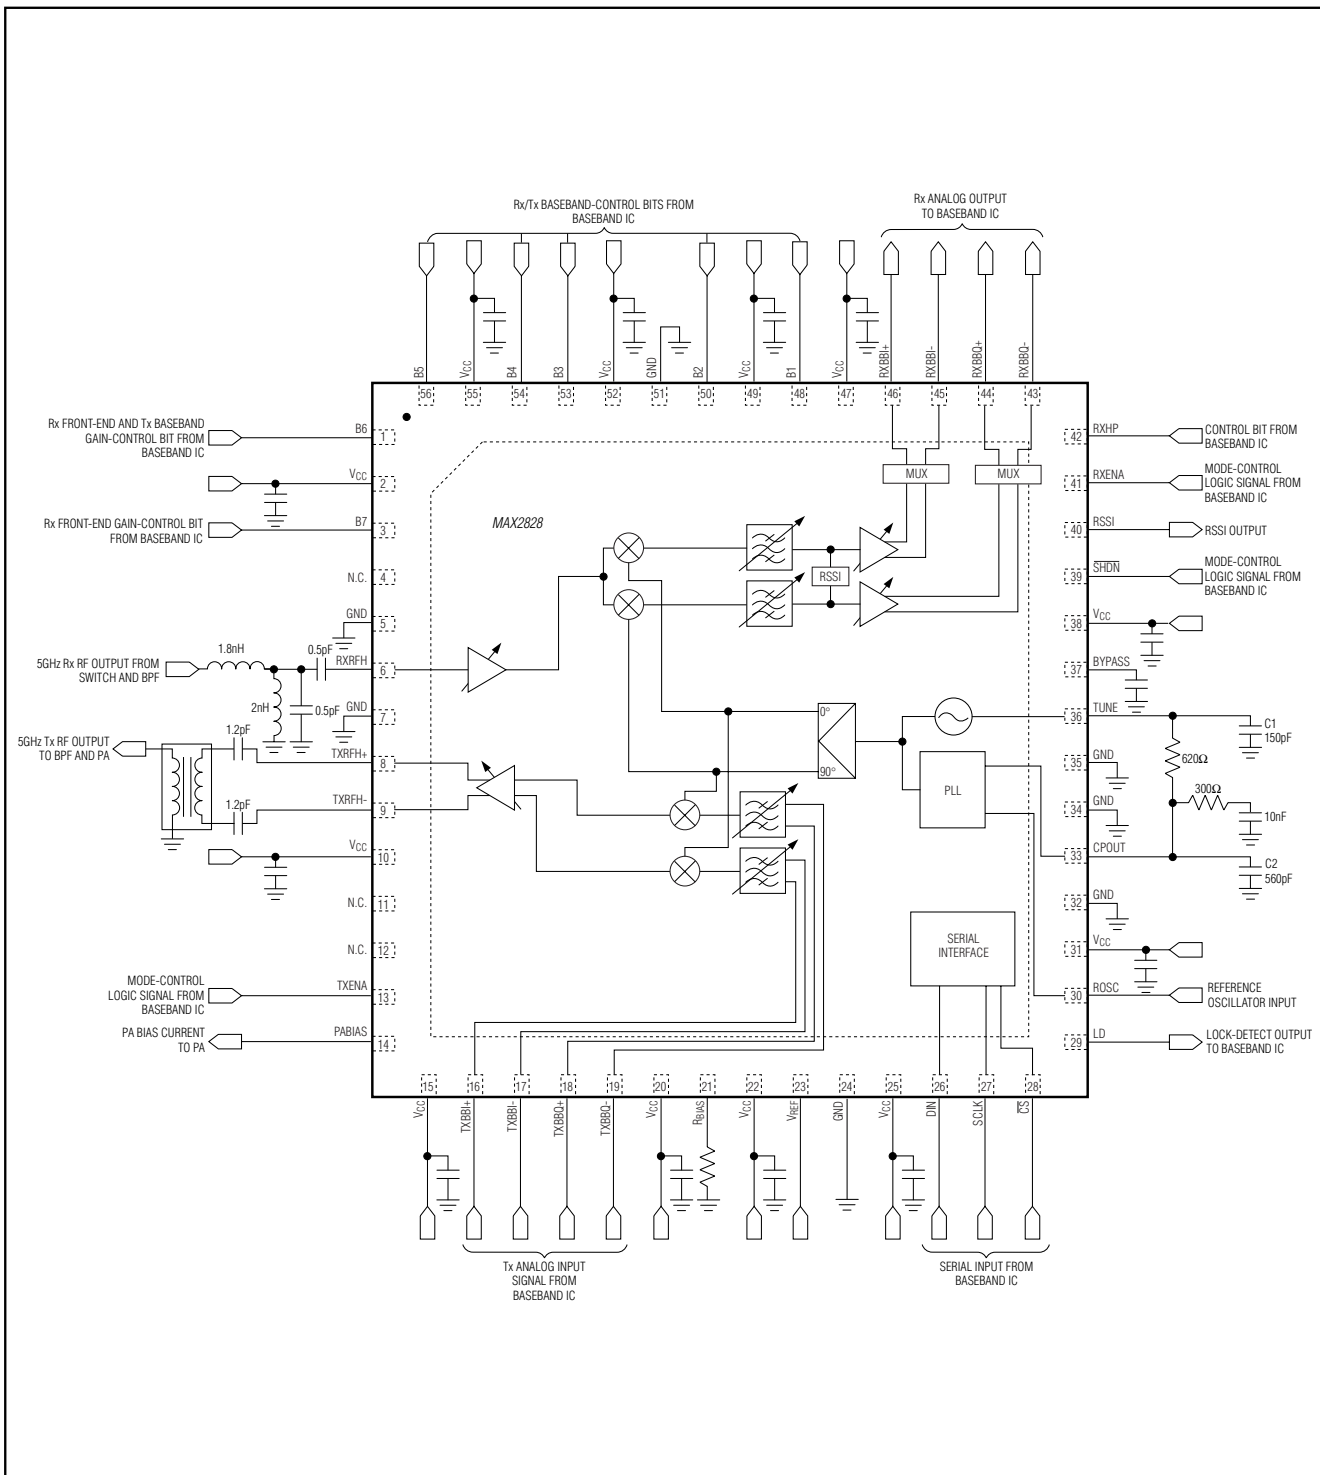 Rx/Tx BASEBAND-CONTROL BITS FROM
BASEBAND IC
Rx ANALOG OUTPUT
TO BASEBAND IC
B5
VCC
B4
B3
VCC
GND
B2
VCC
B1
VCC
RXBBI+
RXBBI-
RXBBQ+
RXBBQ-
56
55
54
53
52
51
50
49
48
47
46
45
44
43
Rx FRONT-END AND Tx BASEBAND
GAIN-CONTROL BIT FROM
BASEBAND IC
B6
1
VCC
2
Rx FRONT-END GAIN-CONTROL BIT
FROM BASEBAND IC
B7
3
N.C.
4
GND
5
5GHz Rx RF OUTPUT FROM
SWITCH AND BPF
1.8nH
0.5pF
RXRFH
6
2nH
0.5pF
GND
7
5GHz Tx RF OUTPUT
TO BPF AND PA
1.2pF
TXRFH+
8
1.2pF
TXRFH-
9
VCC
10
N.C.
11
N.C.
12
MODE-CONTROL
LOGIC SIGNAL FROM
BASEBAND IC
TXENA
13
PA BIAS CURRENT
TO PA
PABIAS
14
MAX2828
MUX
MUX
RSSI
0°
90°
PLL
SERIAL
INTERFACE
42
RXHP
CONTROL BIT FROM
BASEBAND IC
41
RXENA
MODE-CONTROL
LOGIC SIGNAL FROM
BASEBAND IC
40
RSSI
RSSI OUTPUT
39
SHDN
MODE-CONTROL
LOGIC SIGNAL FROM
BASEBAND IC
38
VCC
37
BYPASS
36
TUNE
C1
150pF
620Ω
35
GND
300Ω
10nF
34
GND
33
CPOUT
C2
560pF
32
GND
31
VCC
30
ROSC
REFERENCE
OSCILLATOR INPUT
29
LD
LOCK-DETECT OUTPUT
TO BASEBAND IC
15
16
17
18
19
20
21
22
23
24
25
26
27
28
VCC
TXBBI+
TXBBI-
TXBBQ+
TXBBQ-
VCC
RBIAS
VCC
VREF
GND
VCC
DIN
SCLK
CS
Tx ANALOG INPUT
SIGNAL FROM
BASEBAND IC
SERIAL INPUT FROM
BASEBAND IC